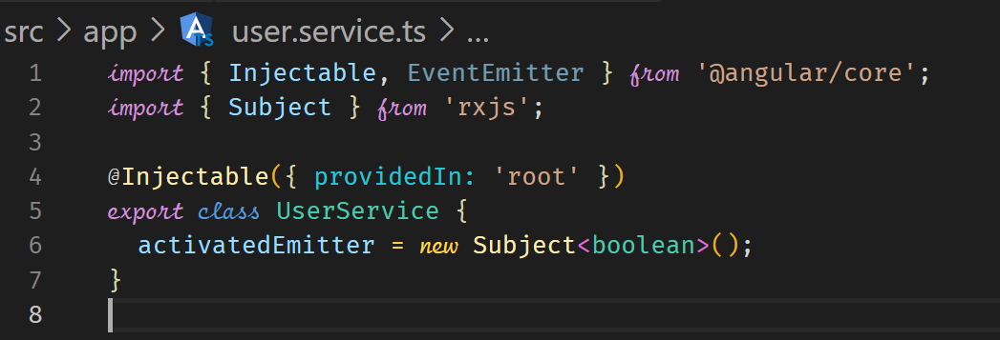 src > app > user.service.ts > ...
1 import { Injectable, EventEmitter } from '@angular/core';
2 import { Subject } from 'rxjs';
3
4 @Injectable({ providedIn: 'root' })
5 export class UserService {
6   activatedEmitter = new Subject<boolean>();
7 }
8